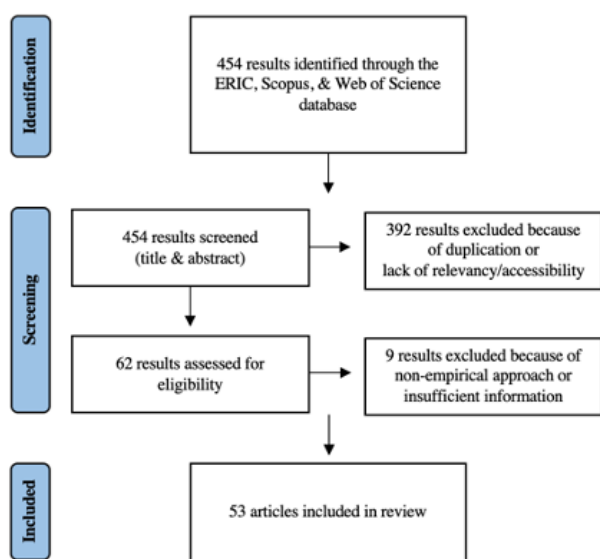 Identification
454 results identified through the
ERIC, Scopus, & Web of Science
database
Screening
454 results screened
(title & abstract)
392 results excluded because
of duplication or
lack of relevancy/accessibility
62 results assessed for
eligibility
9 results excluded because of
non-empirical approach or
insufficient information
Included
53 articles included in review